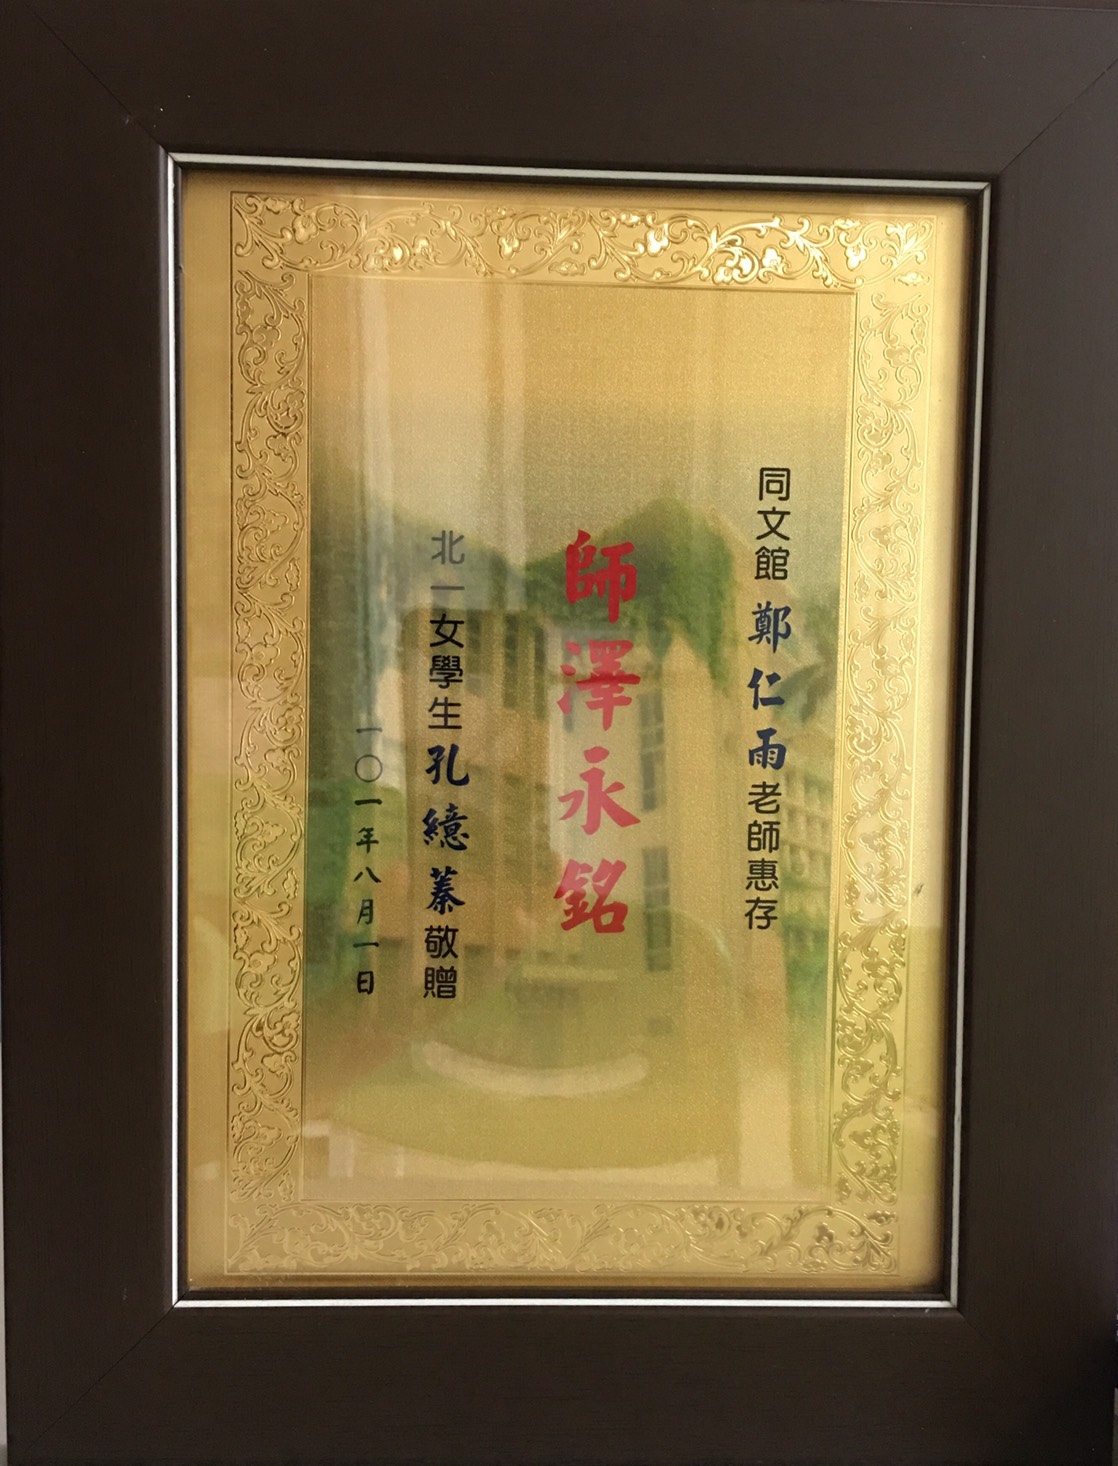 同文館 鄭仁雨老師惠存
師澤永銘
北一女學生孔繶蓁敬贈
一〇一年八月一日